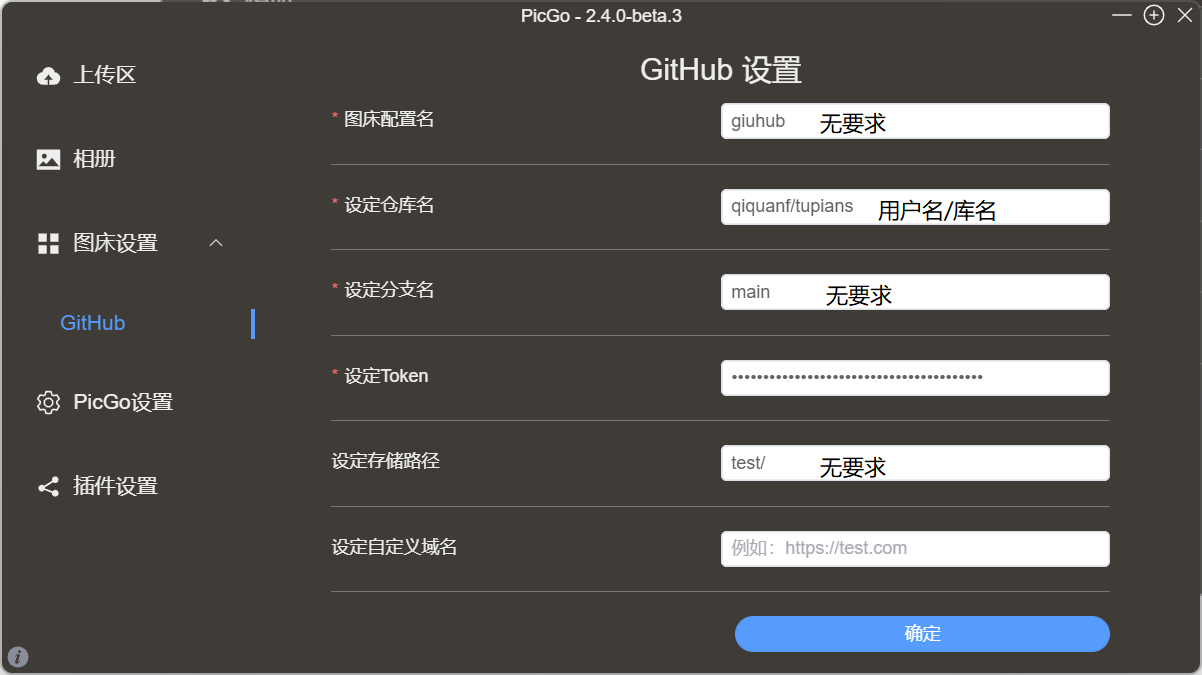 PicGo - 2.4.0-beta.3
上传区
相册
图床设置
GitHub
PicGo设置
插件设置
GitHub 设置
* 图床配置名
giuhub 无要求
* 设定仓库名
qiquanf/tupians 用户名/库名
* 设定分支名
main 无要求
* 设定Token
设定存储路径
test/ 无要求
设定自定义域名
例如：https://test.com
确定